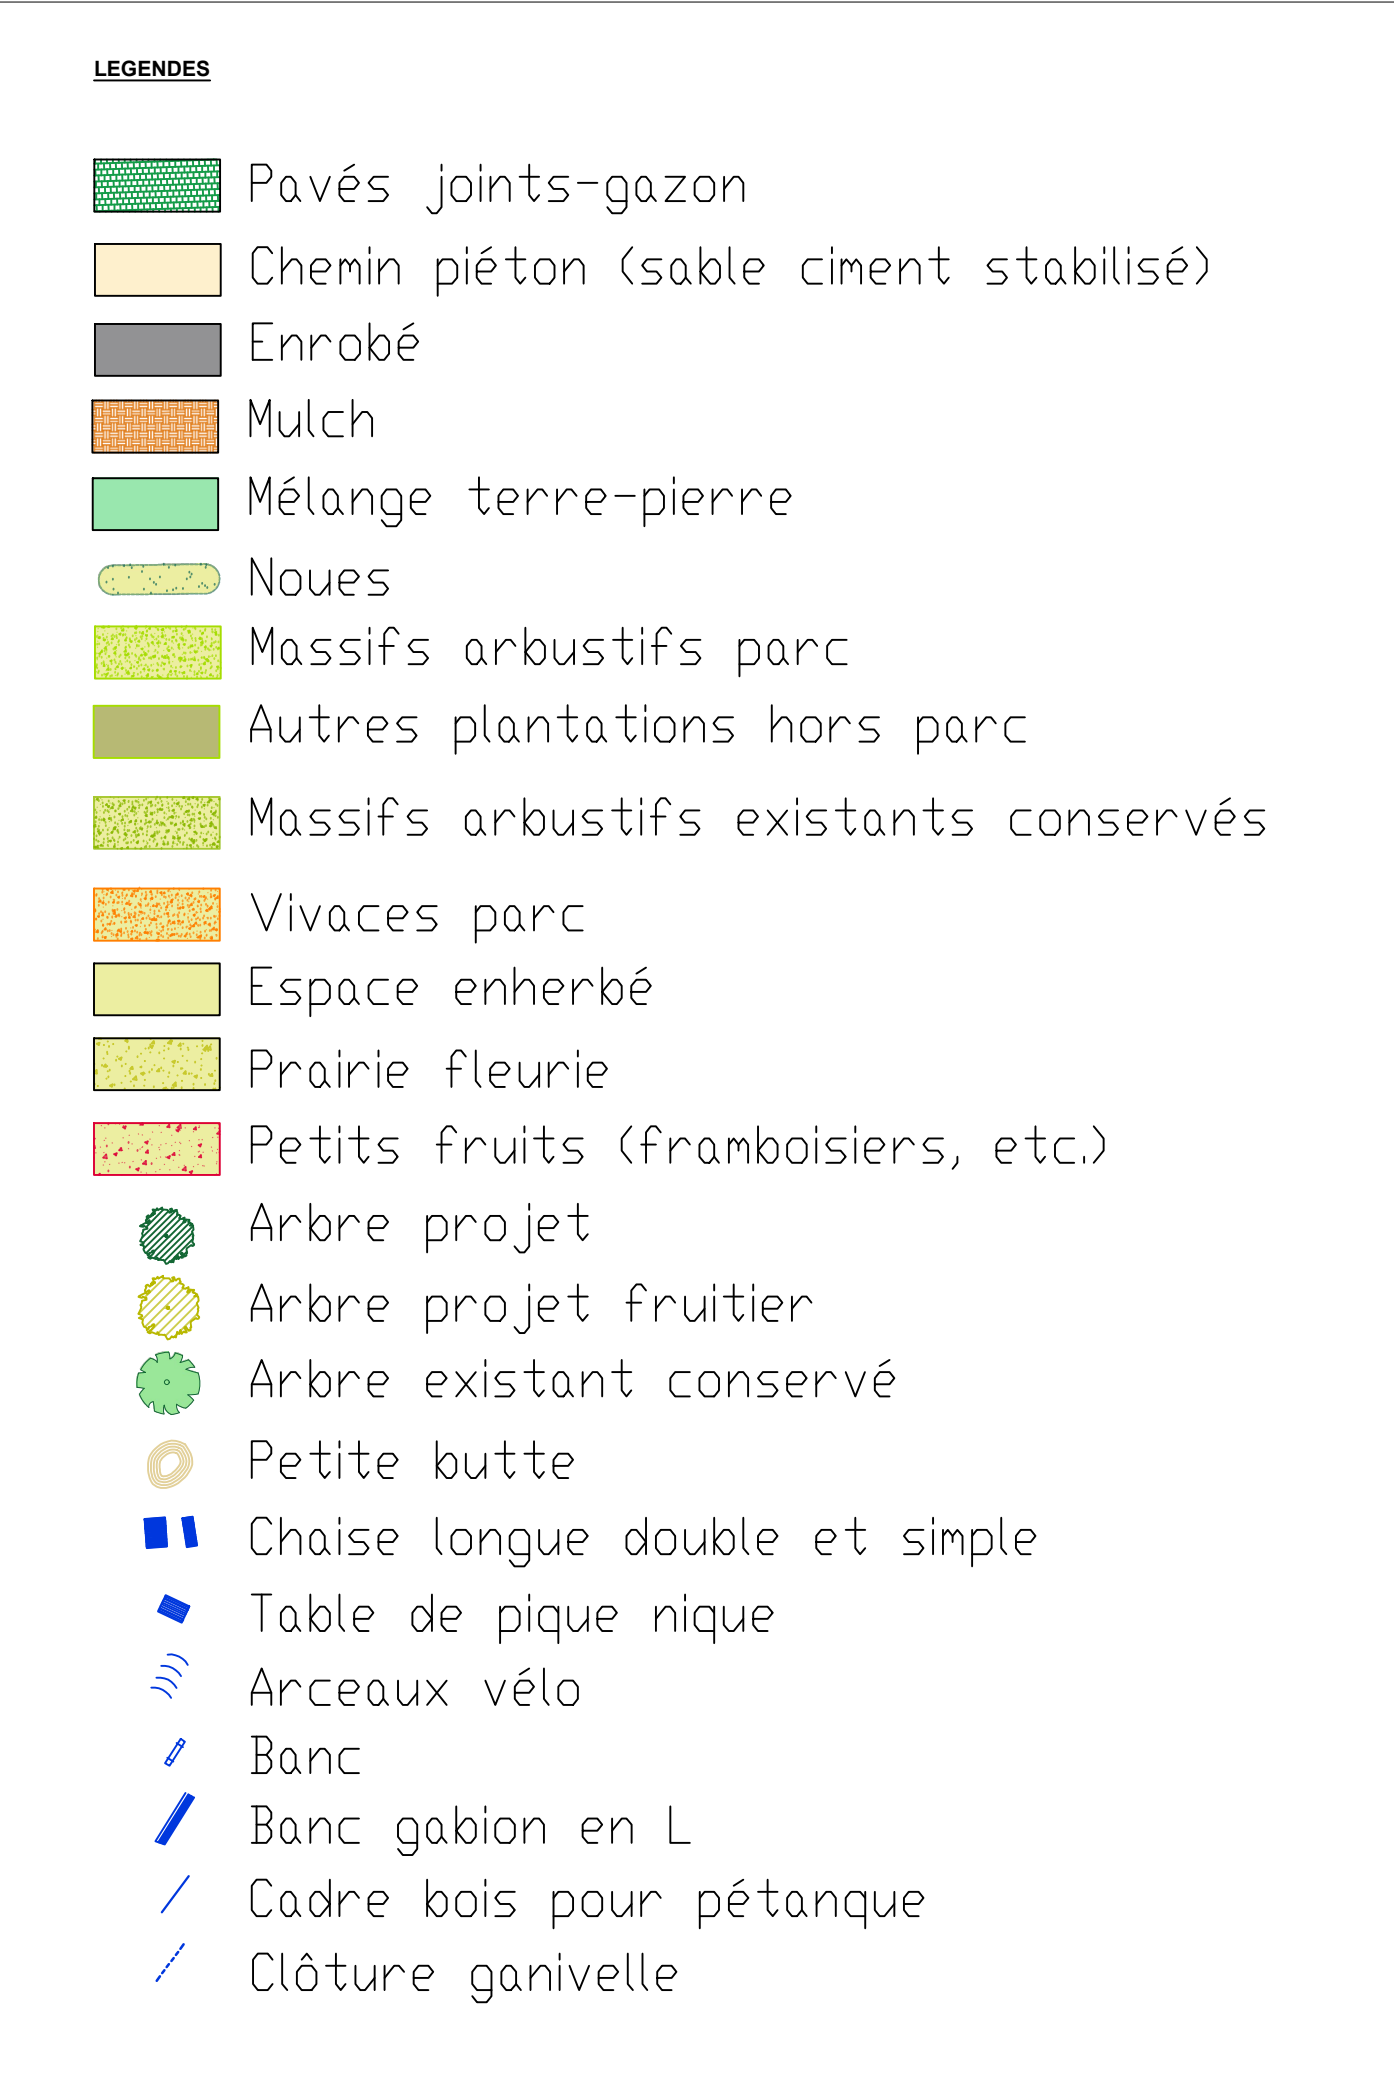 LEGENDES
Pavés joints-gazon
Chemin piéton (sable ciment stabilisé)
Enrobé
Mulch
Mélange terre-pierre
Noues
Massifs arbustifs parc
Autres plantations hors parc
Massifs arbustifs existants conservés
Vivaces parc
Espace enherbé
Prairie fleurie
Petits fruits (framboisiers, etc.)
Arbre projet
Arbre projet fruitier
Arbre existant conservé
Petite butte
Chaise longue double et simple
Table de pique nique
Arceaux vélo
Banc
Banc gabion en L
Cadre bois pour pétanque
Clôture ganivelle